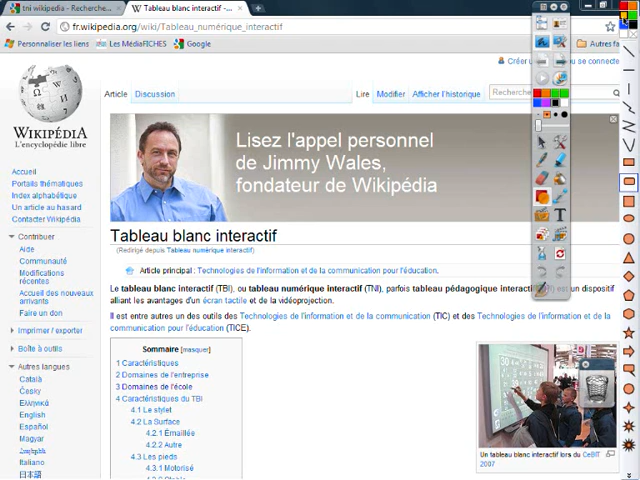 tni wikipedia - Recherche...
Tableau blanc interactif -...
fr.wikipedia.org/wiki/Tableau_numérique_interactif
Personnaliser les liens
Les MédiaFICHES
Google
Autres fa
WIKIPÉDIA
L'encyclopédie libre
Créer
u se connecte
Article
Discussion
Lire
Modifier
Afficher l'historique
Recherche
Lisez l'appel personnel
de Jimmy Wales,
fondateur de Wikipédia
Accueil
Portails thématiques
Index alphabétique
Un article au hasard
Contacter Wikipédia
Contribuer
Aide
Communauté
Modifications
récentes
Accueil des nouveaux
arrivants
Faire un don
Imprimer / exporter
Boîte à outils
Autres langues
Català
Česky
Ελληνικά
English
Español
Magyar
Italiano
日本語
Tableau blanc interactif
(Redirigé depuis Tableau numérique interactif)
Article principal : Technologies de l'information et de la communication pour l'éducation.
Le tableau blanc interactif (TBI), ou tableau numérique interactif (TNI), parfois tableau pédagogique interactif est un dispositif
alliant les avantages d'un écran tactile et de la vidéoprojection.
Il est entre autres un des outils des Technologies de l'information et de la communication (TIC) et des Technologies de l'information et de la
communication pour l'éducation (TICE).
Sommaire [masquer]
1 Caractéristiques
2 Domaines de l'entreprise
3 Domaines de l'école
4 Caractéristiques du TBI
4.1 Le stylet
4.2 La Surface
4.2.1 Emaillée
4.2.2 Autre
4.3 Les pieds
4.3.1 Motorisé
4.3.2 Mobile
T
Un tableau blanc interactif lors du CeBIT
2007